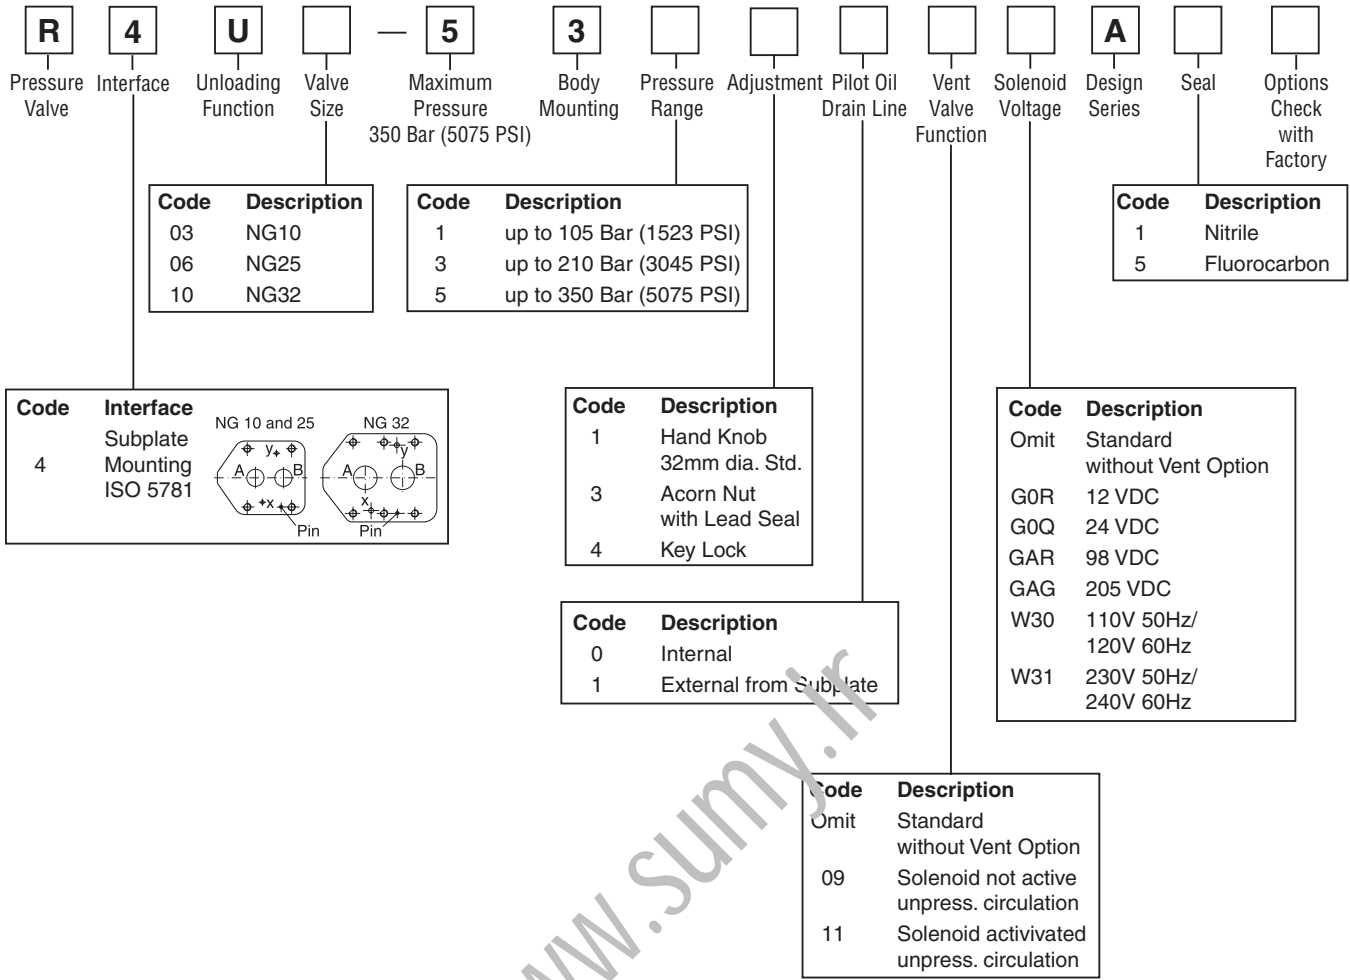 R 4 U — 5 3 A
Pressure Valve
Interface
Unloading Function
Valve Size
Maximum Pressure
350 Bar (5075 PSI)
Body Mounting
Pressure Range
Adjustment
Pilot Oil Drain Line
Vent Valve Function
Solenoid Voltage
Design Series
Seal
Options Check with Factory
Code Description
03 NG10
06 NG25
10 NG32
Code Description
1 up to 105 Bar (1523 PSI)
3 up to 210 Bar (3045 PSI)
5 up to 350 Bar (5075 PSI)
Code Description
1 Nitrile
5 Fluorocarbon
Code Interface
4 Subplate
Mounting
ISO 5781
NG 10 and 25
y
A B
x
Pin
NG 32
y
A B
x
Pin
Code Description
1 Hand Knob
32mm dia. Std.
3 Acorn Nut
with Lead Seal
4 Key Lock
Code Description
Omit Standard
without Vent Option
G0R 12 VDC
G0Q 24 VDC
GAR 98 VDC
GAG 205 VDC
W30 110V 50Hz/
120V 60Hz
W31 230V 50Hz/
240V 60Hz
Code Description
0 Internal
1 External from Subplate
Code Description
Omit Standard
without Vent Option
09 Solenoid not active
unpress. circulation
11 Solenoid activivated
unpress. circulation
www.sumy.ir